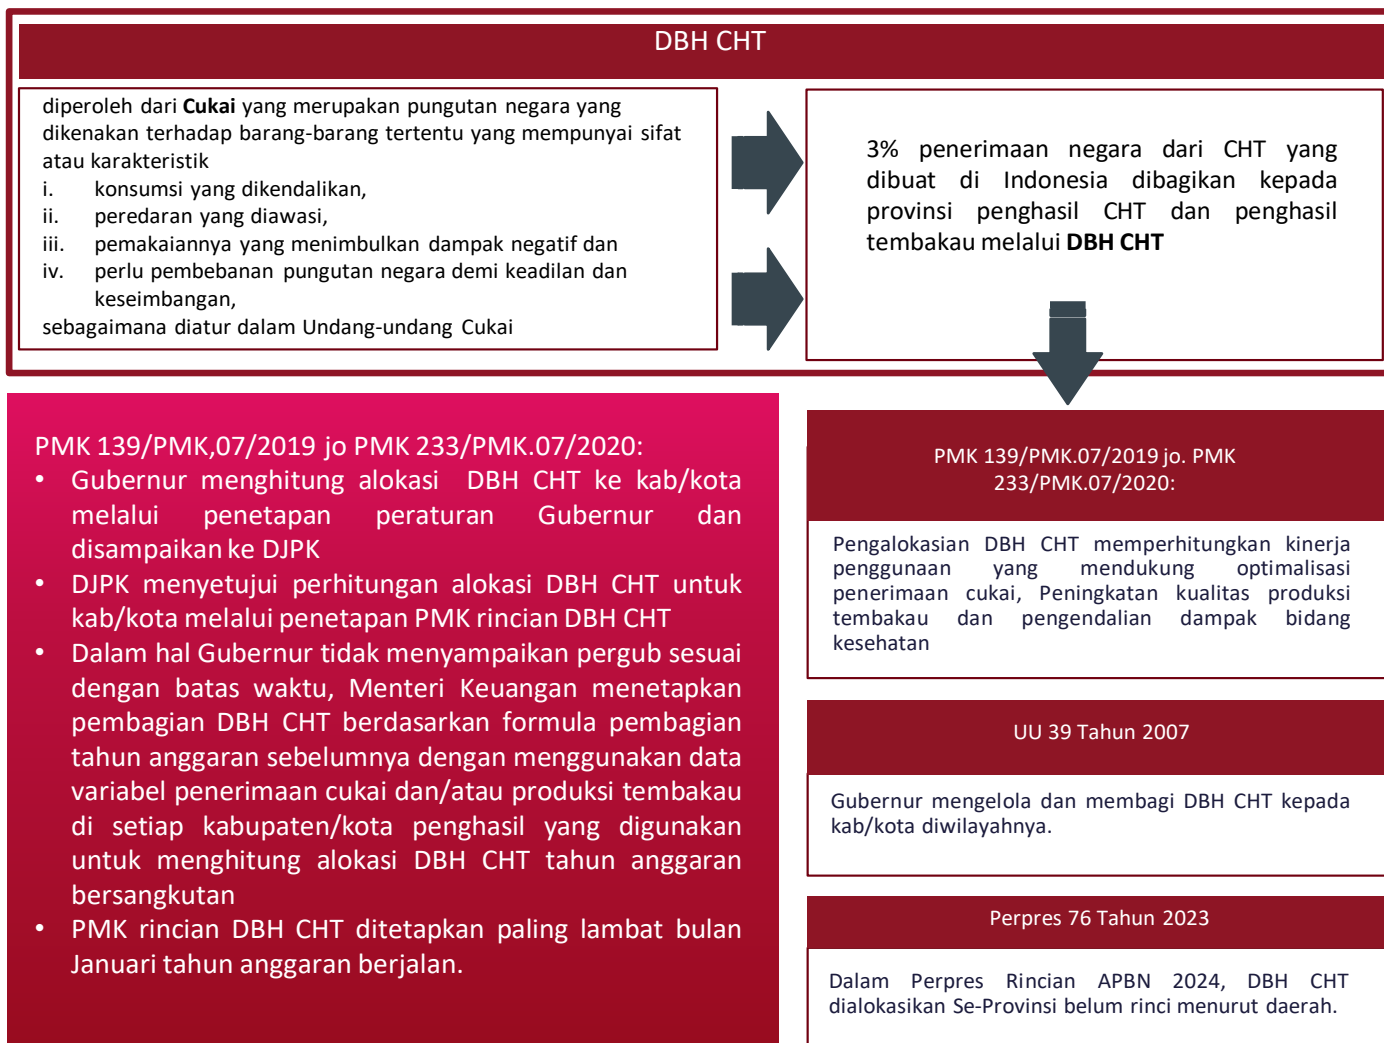 DBH CHT
diperoleh dari Cukai yang merupakan pungutan negara yang
dikenakan terhadap barang-barang tertentu yang mempunyai sifat
atau karakteristik
i. konsumsi yang dikendalikan,
ii. peredaran yang diawasi,
iii. pemakaiannya yang menimbulkan dampak negatif dan
iv. perlu pembebanan pungutan negara demi keadilan dan
keseimbangan,
sebagaimana diatur dalam Undang-undang Cukai
3% penerimaan negara dari CHT yang
dibuat di Indonesia dibagikan kepada
provinsi penghasil CHT dan penghasil
tembakau melalui DBH CHT
PMK 139/PMK,07/2019 jo PMK 233/PMK.07/2020:
• Gubernur menghitung alokasi DBH CHT ke kab/kota
melalui penetapan peraturan Gubernur dan
disampaikan ke DJPK
• DJPK menyetujui perhitungan alokasi DBH CHT untuk
kab/kota melalui penetapan PMK rincian DBH CHT
• Dalam hal Gubernur tidak menyampaikan pergub sesuai
dengan batas waktu, Menteri Keuangan menetapkan
pembagian DBH CHT berdasarkan formula pembagian
tahun anggaran sebelumnya dengan menggunakan data
variabel penerimaan cukai dan/atau produksi tembakau
di setiap kabupaten/kota penghasil yang digunakan
untuk menghitung alokasi DBH CHT tahun anggaran
bersangkutan
• PMK rincian DBH CHT ditetapkan paling lambat bulan
Januari tahun anggaran berjalan.
PMK 139/PMK.07/2019 jo. PMK
233/PMK.07/2020:
Pengalokasian DBH CHT memperhitungkan kinerja
penggunaan yang mendukung optimalisasi
penerimaan cukai, Peningkatan kualitas produksi
tembakau dan pengendalian dampak bidang
kesehatan
UU 39 Tahun 2007
Gubernur mengelola dan membagi DBH CHT kepada
kab/kota diwilayahnya.
Perpres 76 Tahun 2023
Dalam Perpres Rincian APBN 2024, DBH CHT
dialokasikan Se-Provinsi belum rinci menurut daerah.